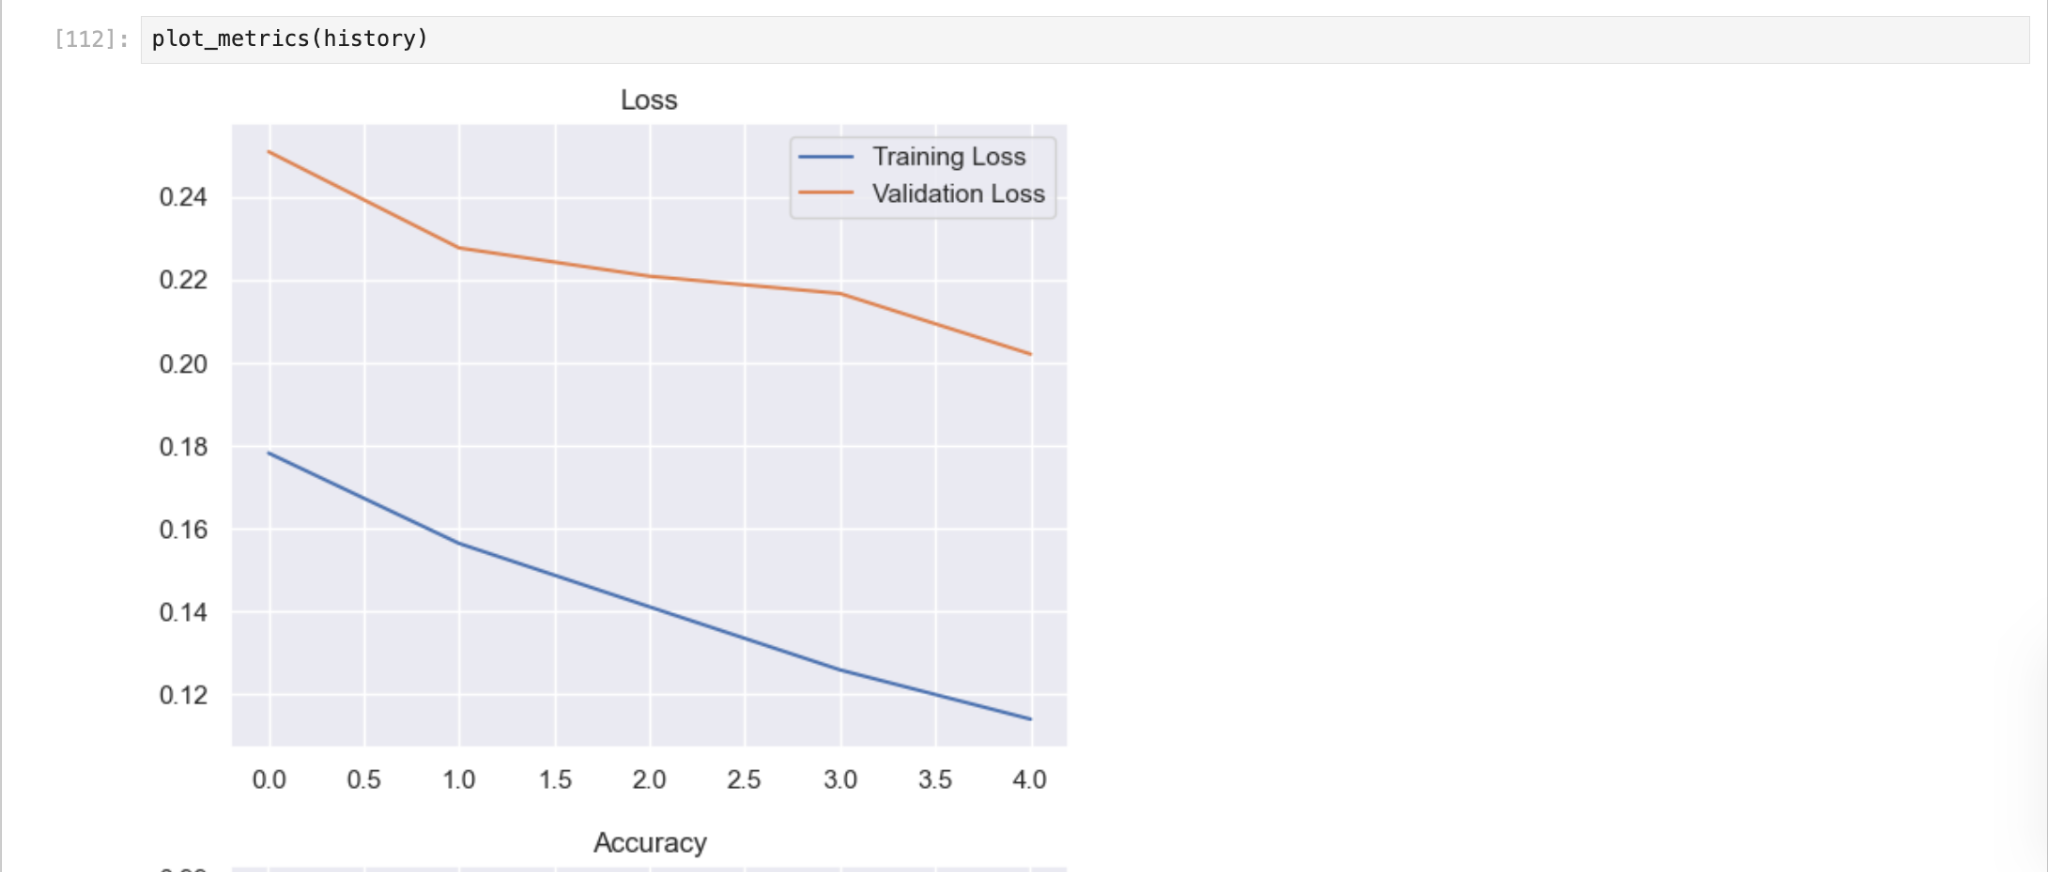 [112]: plot_metrics(history)
Loss
Training Loss
Validation Loss
0.24
0.22
0.20
0.18
0.16
0.14
0.12
0.0 0.5 1.0 1.5 2.0 2.5 3.0 3.5 4.0
Accuracy